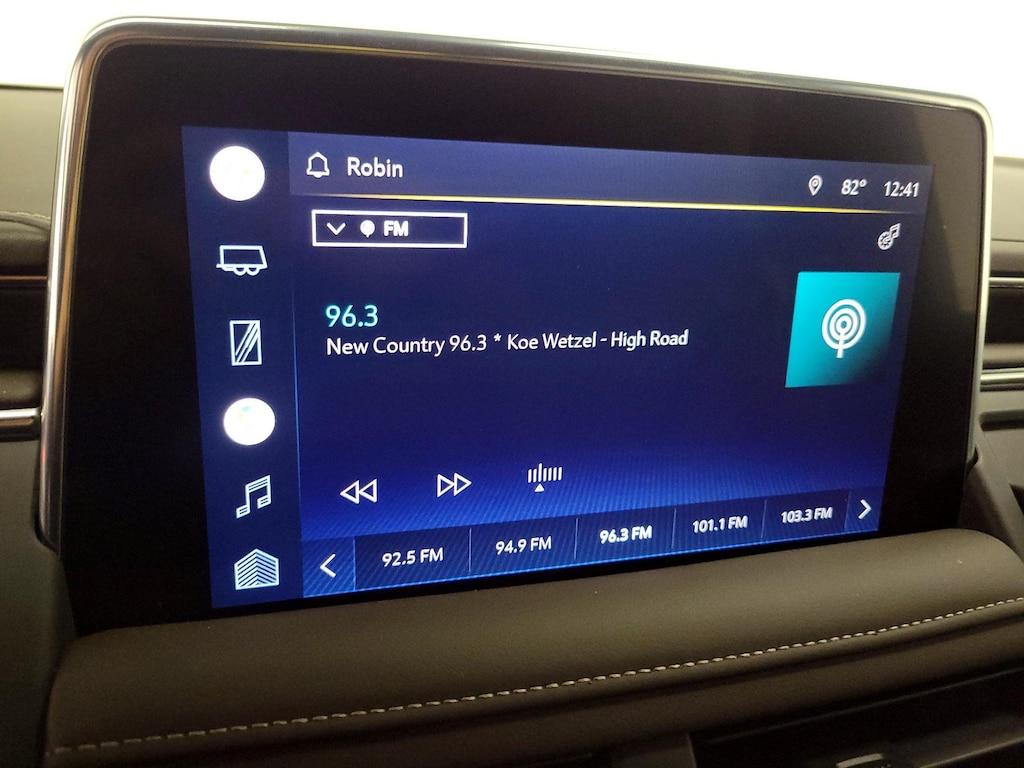 Robin
82° 12:41
FM
96.3
New Country 96.3 * Koe Wetzel - High Road
92.5 FM 94.9 FM 96.3 FM 101.1 FM 103.3 FM